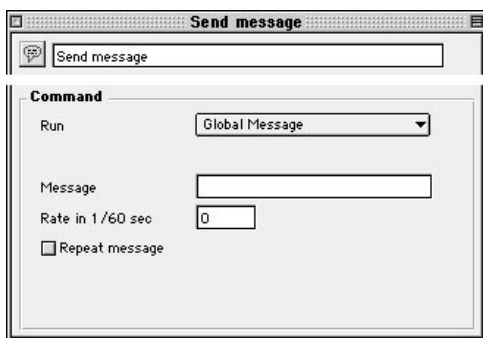 Send message
Send message
Command
Run Global Message
Message
Rate in 1/60 sec 0
Repeat message